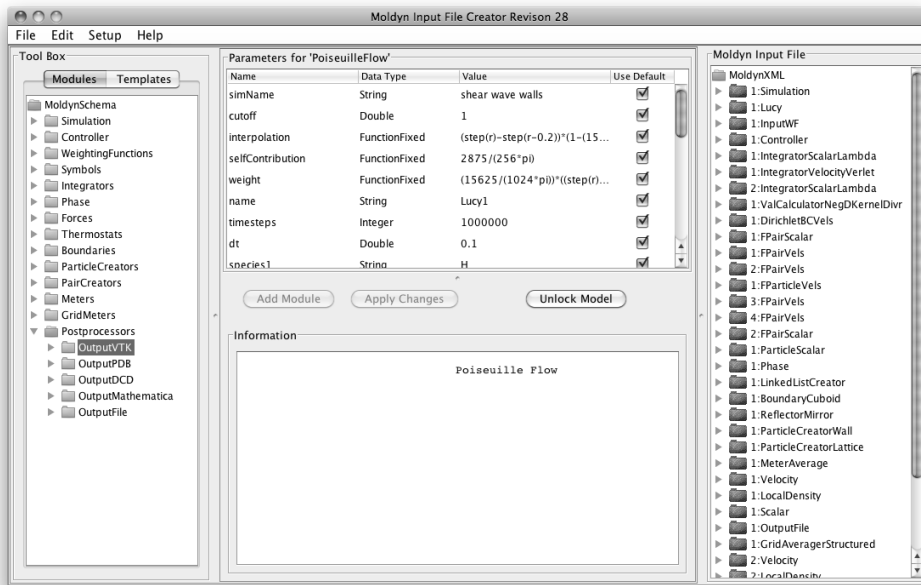 Moldyn Input File Creator Revison 28
File Edit Setup Help
Tool Box
Modules Templates
MoldynSchema
Simulation
Controller
WeightingFunctions
Symbols
Integrators
Phase
Forces
Thermostats
Boundaries
ParticleCreators
PairCreators
Meters
GridMeters
Postprocessors
OutputVTK
OutputPDB
OutputDCD
OutputMathematica
OutputFile
Parameters for 'PoiseuilleFlow'
Name Data Type Value Use Default
simName String shear wave walls
cutoff Double 1
interpolation FunctionFixed (step(r)-step(r-0.2))*(1-(15...
selfContribution FunctionFixed 2875/(256*pi)
weight FunctionFixed (15625/(1024*pi))*((step(r)...
name String Lucy1
timesteps Integer 1000000
dt Double 0.1
species1 String H
Add Module Apply Changes Unlock Model
Information
Poiseuille Flow
Moldyn Input File
MoldynXML
1:Simulation
1:Lucy
1:InputWF
1:Controller
1:IntegratorScalarLambda
1:IntegratorVelocityVerlet
2:IntegratorScalarLambda
1:ValCalculatorNegDKernelDivr
1:DirichletBCVels
1:FPairScalar
1:FPairVels
2:FPairVels
1:FParticleVels
3:FPairVels
4:FPairVels
2:FPairScalar
1:ParticleScalar
1:Phase
1:LinkedListCreator
1:BoundaryCuboid
1:ReflectorMirror
1:ParticleCreatorWall
1:ParticleCreatorLattice
1:MeterAverage
1:Velocity
1:LocalDensity
1:Scalar
1:OutputFile
1:GridAveragerStructured
2:Velocity
2:LocalDensity